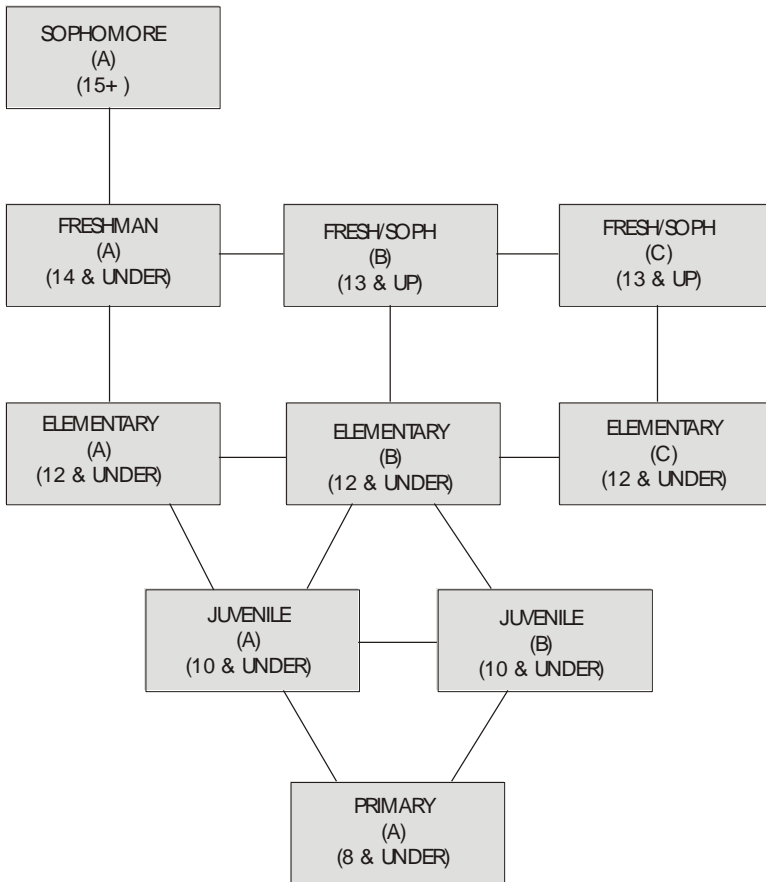 SOPHOMORE
(A)
(15+ )
FRESHMAN
(A)
(14 & UNDER)
FRESH/SOPH
(B)
(13 & UP)
FRESH/SOPH
(C)
(13 & UP)
ELEMENTARY
(A)
(12 & UNDER)
ELEMENTARY
(B)
(12 & UNDER)
ELEMENTARY
(C)
(12 & UNDER)
JUVENILE
(A)
(10 & UNDER)
JUVENILE
(B)
(10 & UNDER)
PRIMARY
(A)
(8 & UNDER)